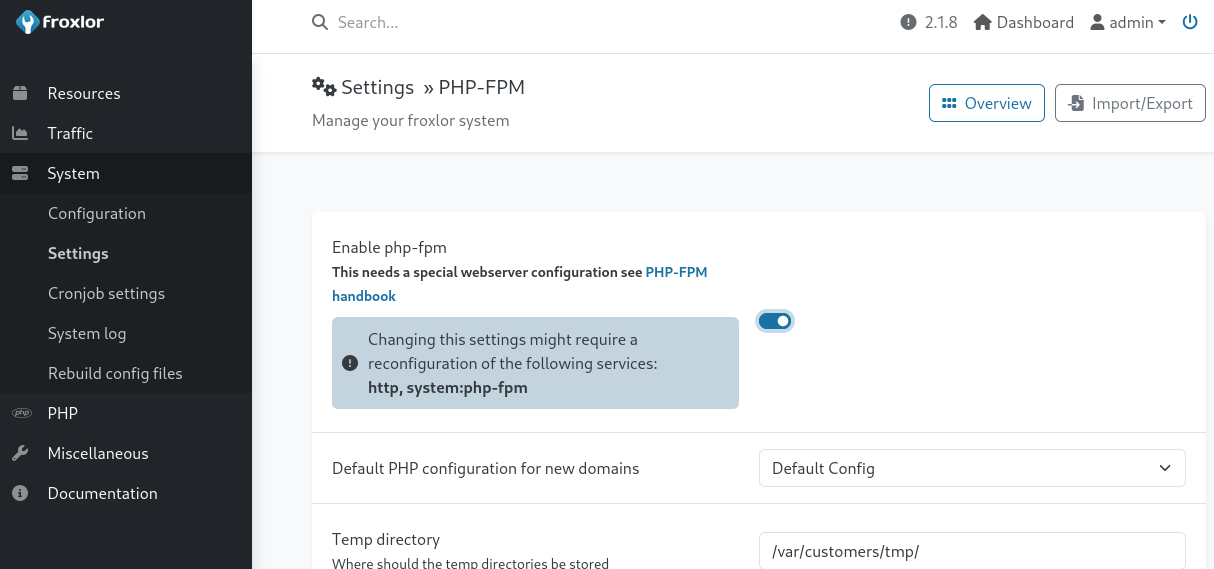 froxlor
Search...
2.1.8
Dashboard
admin
Resources
Traffic
System
Configuration
Settings
Cronjob settings
System log
Rebuild config files
php
PHP
Miscellaneous
Documentation
Settings » PHP-FPM
Manage your froxlor system
Overview
Import/Export
Enable php-fpm
This needs a special webserver configuration see PHP-FPM
handbook
Changing this settings might require a
reconfiguration of the following services:
http, system:php-fpm
Default PHP configuration for new domains
Default Config
Temp directory
Where should the temp directories be stored
/var/customers/tmp/